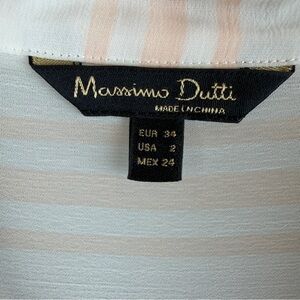 Massimo Dutti
MADE IN CHINA
EUR 34
USA 2
MEX 24